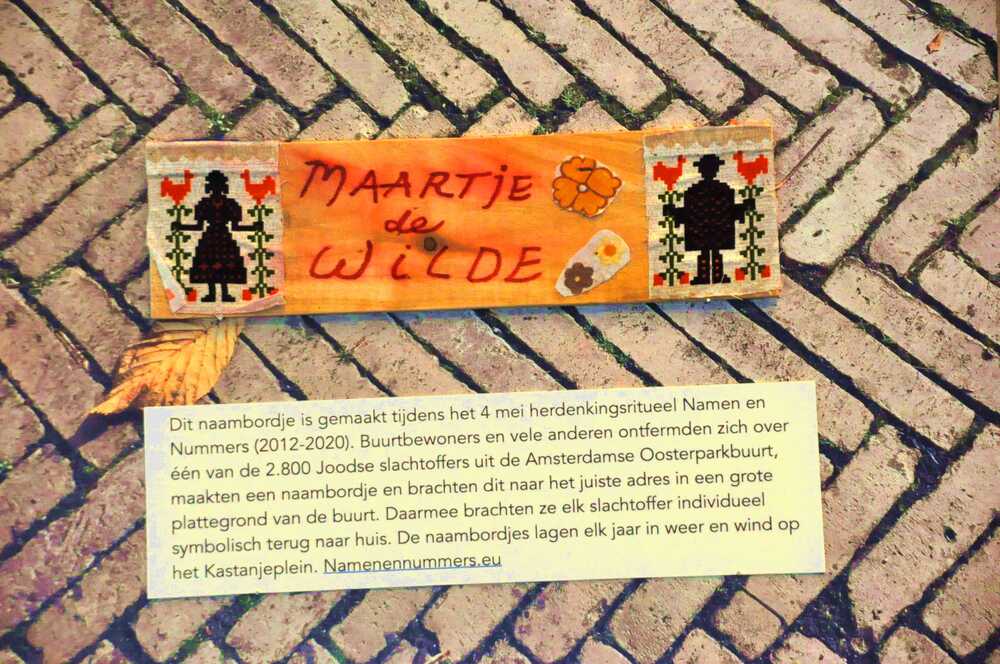 MAARTJE
de
WILDE
Dit naambordje is gemaakt tijdens het 4 mei herdenkingsritueel Namen en
Nummers (2012-2020). Buurtbewoners en vele anderen ontfermden zich over
één van de 2.800 Joodse slachtoffers uit de Amsterdamse Oosterparkbuurt,
maakten een naambordje en brachten dit naar het juiste adres in een grote
plattegrond van de buurt. Daarmee brachten ze elk slachtoffer individueel
symbolisch terug naar huis. De naambordjes lagen elk jaar in weer en wind op
het Kastanjeplein. Namenennummers.eu